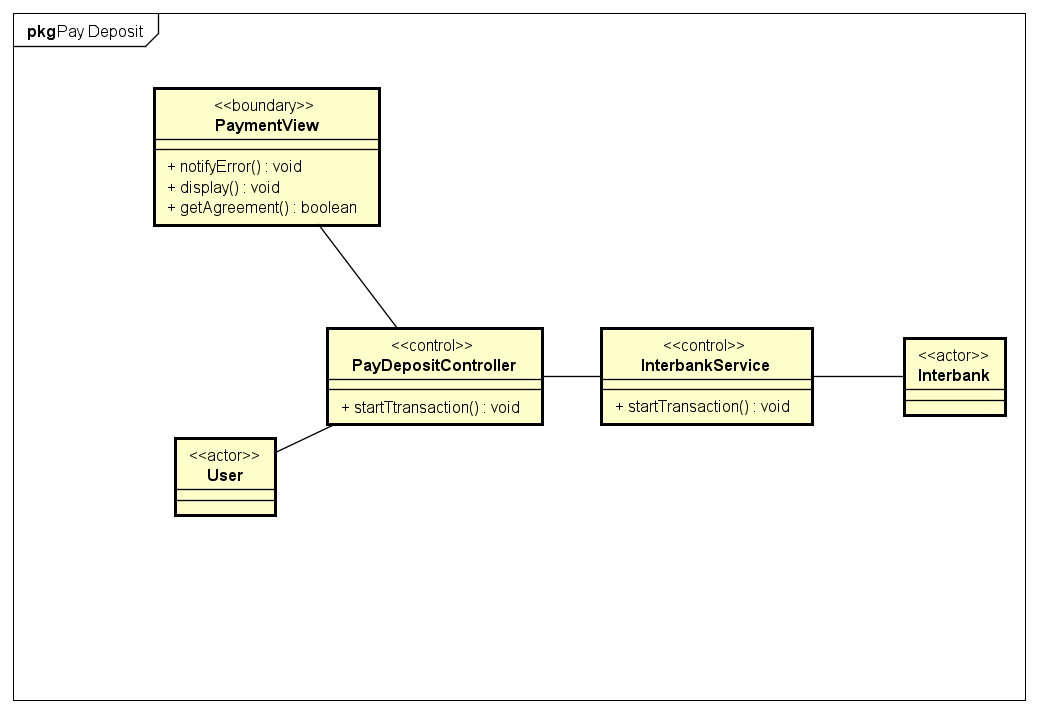 pkgPay Deposit
<<boundary>>
PaymentView
+ notifyError() : void
+ display() : void
+ getAgreement() : boolean
<<control>>
PayDepositController
+ startTtransaction() : void
<<control>>
InterbankService
+ startTransaction() : void
<<actor>>
Interbank
<<actor>>
User